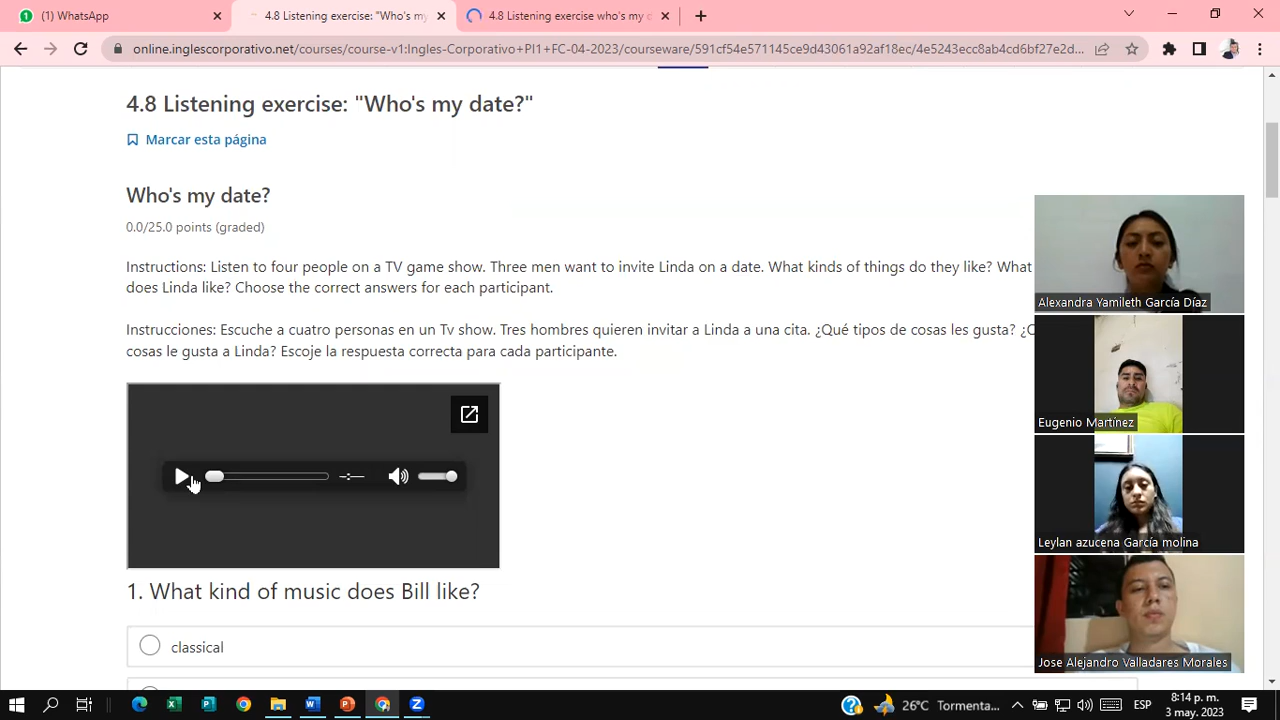 (1) WhatsApp
4.8 Listening exercise: "Who's my
4.8 Listening exercise who's my d
online.inglescorporativo.net/courses/course-v1:Ingles-Corporativo+PI1+FC-04-2023/courseware/591cf54e571145ce9d43061a92af18ec/4e5243ecc8ab4cd6bf27e2d...
4.8 Listening exercise: "Who's my date?"
Marcar esta página
Who's my date?
0.0/25.0 points (graded)
Instructions: Listen to four people on a TV game show. Three men want to invite Linda on a date. What kinds of things do they like? What
does Linda like? Choose the correct answers for each participant.
Instrucciones: Escuche a cuatro personas en un Tv show. Tres hombres quieren invitar a Linda a una cita. ¿Qué tipos de cosas les gusta?
cosas le gusta a Linda? Escoje la respuesta correcta para cada participante.
-:--
1. What kind of music does Bill like?
classical
Alexandra Yamileth García Díaz
Eugenio Martínez
Leylan azucena García molina
Jose Alejandro Valladares Morales
26°C Tormenta...
ESP
8:14 p. m.
3 may. 2023